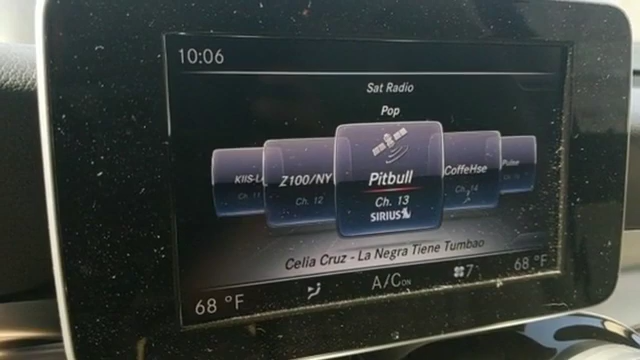 10:06
Sat Radio
Pop
KIIS-L
Ch. 11
Z100/NY
Ch. 12
Pitbull
Ch. 13
SIRIUS
CoffeHse
Ch. 14
Pulse
Celia Cruz - La Negra Tiene Tumbao
68 °F
A/C ON
7
68 °F